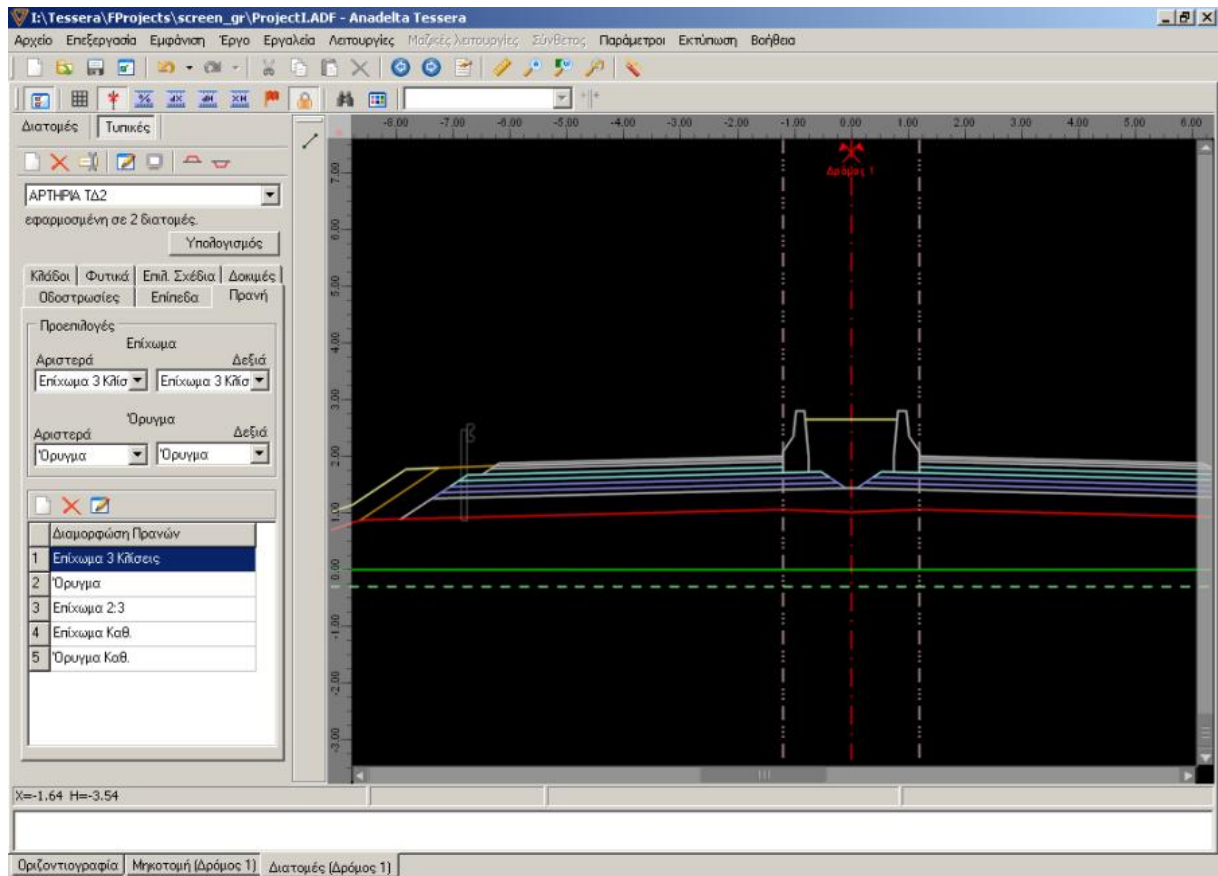 I:\Tessera\FProjects\screen_gr\ProjectI.ADF - Anadelta Tessera
Αρχείο Επεξεργασία Εμφάνιση Έργο Εργαλεία Λειτουργίες Μαζικές λειτουργίες Σύνθετος Παράμετροι Εκτύπωση Βοήθεια
% dX dH XH
Διατομές Τυπικές
ΑΡΤΗΡΙΑ ΤΔ2
εφαρμοσμένη σε 2 διατομές.
Υπολογισμός
Κλάδοι Φυτικά Επιλ. Σχέδια Δοκιμές
Οδοστρωσίες Επίπεδα Πρανή
Προεπιλογές
Επίχωμα
Αριστερά Δεξιά
Επίχωμα 3 Κλίσ Επίχωμα 3 Κλίσ
Όρυγμα
Αριστερά Δεξιά
Όρυγμα Όρυγμα
Διαμορφώση Πρανών
1 Επίχωμα 3 Κλίσεις
2 Όρυγμα
3 Επίχωμα 2:3
4 Επίχωμα Καθ.
5 Όρυγμα Καθ.
-8.00 -7.00 -6.00 -5.00 -4.00 -3.00 -2.00 -1.00 0.00 1.00 2.00 3.00 4.00 5.00 6.00
7.00
6.00
5.00
4.00
3.00
2.00
1.00
0.00
-1.00
-2.00
-3.00
Δρόμος 1
X=-1.64 H=-3.54
Οριζοντιογραφία Μηκοτομή (Δρόμος 1) Διατομές (Δρόμος 1)